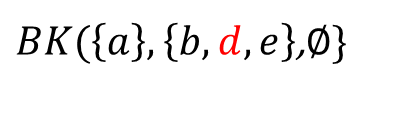 BK({a}, {b, d, e},∅}